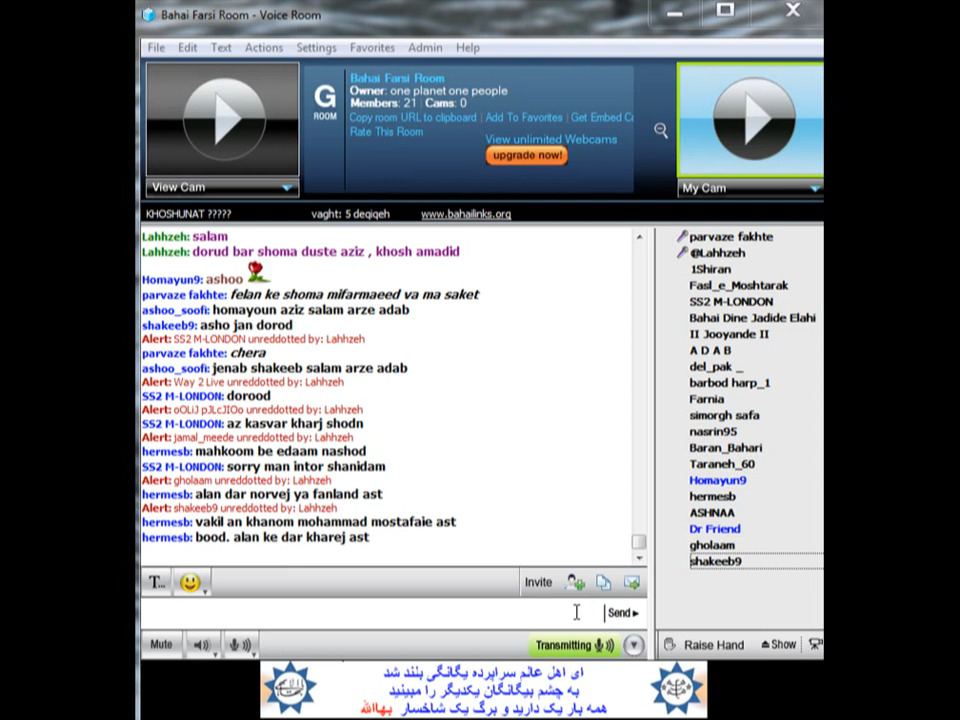 Bahai Farsi Room - Voice Room
File Edit Text Actions Settings Favorites Admin Help
G
ROOM
Bahai Farsi Room
Owner: one planet one people
Members: 21 Cams: 0
Copy room URL to clipboard | Add To Favorites | Get Embed Co
Rate This Room
View unlimited Webcams
upgrade now!
View Cam
My Cam
KHOSHUNAT ????? vaght: 5 deqiqeh www.bahailinks.org
Lahhzeh: salam
Lahhzeh: dorud bar shoma duste aziz , khosh amadid
Homayun9: ashoo
parvaze fakhte: felan ke shoma mifarmaeed va ma saket
ashoo_soofi: homayoun aziz salam arze adab
shakeeb9: asho jan dorod
Alert: SS2 M-LONDON unreddotted by: Lahhzeh
parvaze fakhte: chera
ashoo_soofi: jenab shakeeb salam arze adab
Alert: Way 2 Live unreddotted by: Lahhzeh
SS2 M-LONDON: dorood
Alert: oOLiJ pJLcJIOo unreddotted by: Lahhzeh
SS2 M-LONDON: az kasvar kharj shodn
Alert: jamal_meede unreddotted by: Lahhzeh
hermesb: mahkoom be edaam nashod
SS2 M-LONDON: sorry man intor shanidam
Alert: gholaam unreddotted by: Lahhzeh
hermesb: alan dar norvej ya fanland ast
Alert: shakeeb9 unreddotted by: Lahhzeh
hermesb: vakil an khanom mohammad mostafaie ast
hermesb: bood. alan ke dar kharej ast
parvaze fakhte
@Lahhzeh
1Shiran
Fasl_e_Moshtarak
SS2 M-LONDON
Bahai Dine Jadide Elahi
II Jooyande II
A D A B
del_pak _
barbod harp_1
Farnia
simorgh safa
nasrin95
Baran_Bahari
Taraneh_60
Homayun9
hermesb
ASHNAA
Dr Friend
gholaam
shakeeb9
T... Invite
Send
Mute Transmitting Raise Hand Show
ای اهل عالم سراپرده یگانگی بلند شد
به چشم بیگانگان یکدیگر را مبینید
همه بار یک دارید و برگ یک شاخسار بهاالله